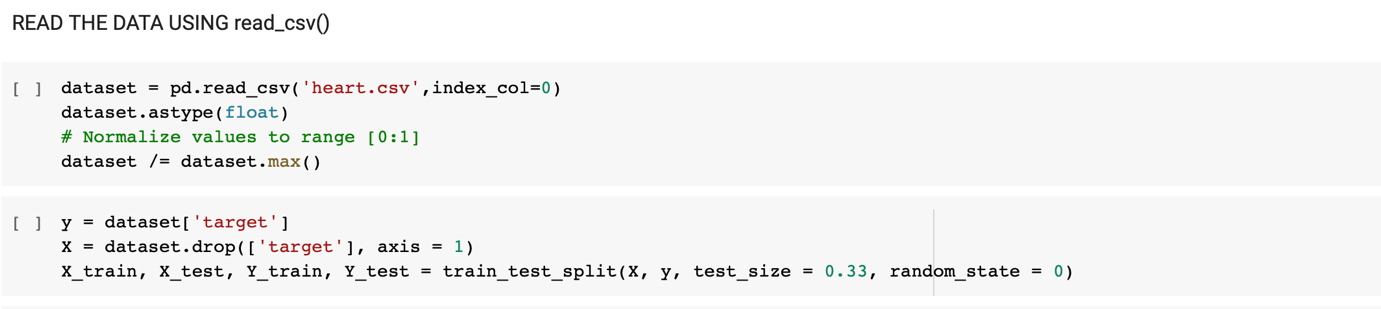 READ THE DATA USING read_csv()
[ ] dataset = pd.read_csv('heart.csv',index_col=0)
dataset.astype(float)
# Normalize values to range [0:1]
dataset /= dataset.max()
[ ] y = dataset['target']
X = dataset.drop(['target'], axis = 1)
X_train, X_test, Y_train, Y_test = train_test_split(X, y, test_size = 0.33, random_state = 0)